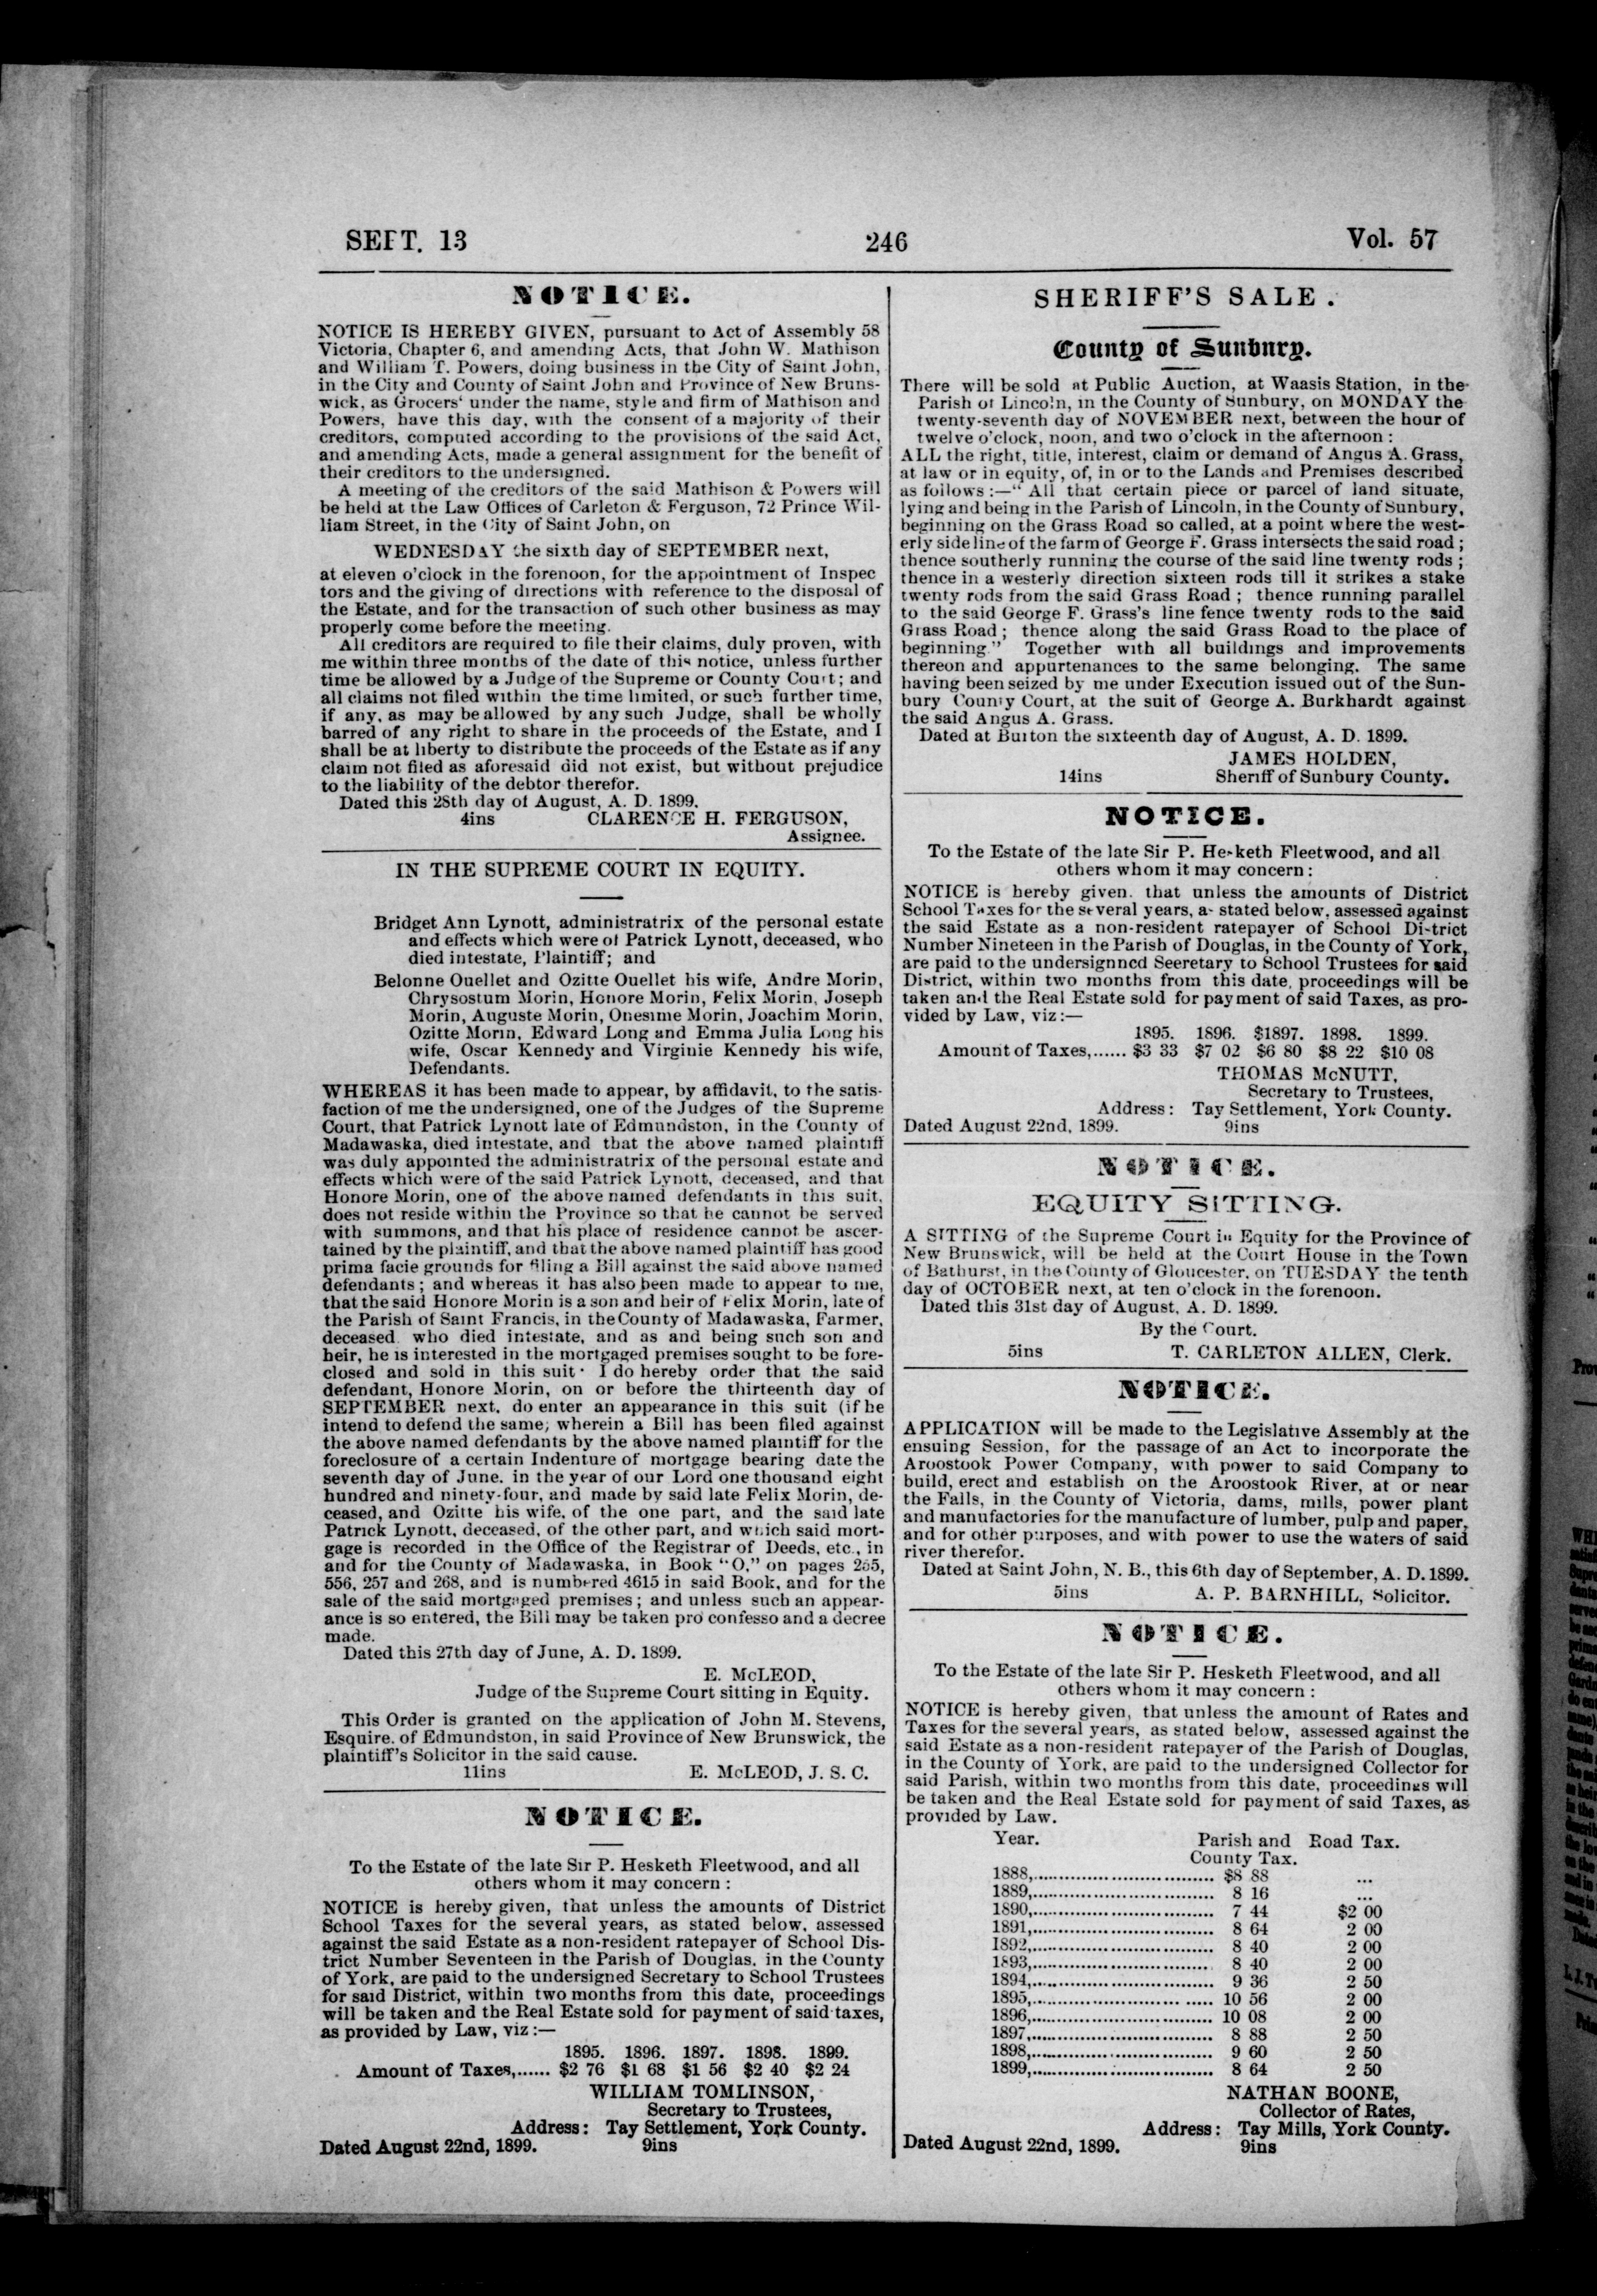 SEPT. 13
246
Vol. 57
NOTICE.
NOTICE IS HEREBY GIVEN, pursuant to Act of Assembly 58
Victoria, Chapter 6, and amending Acts, that John W. Mathison
and William T. Powers, doing business in the City of Saint John,
in the City and County of Saint John and Province of New Bruns-
wick, as Grocers' under the name, style and firm of Mathison and
Powers, have this day, with the consent of a majority of their
creditors, computed according to the provisions of the said Act,
and amending Acts, made a general assignment for the benefit of
their creditors to the undersigned.
A meeting of the creditors of the said Mathison & Powers will
be held at the Law Offices of Carleton & Ferguson, 72 Prince Wil-
liam Street, in the City of Saint John, on
WEDNESDAY the sixth day of SEPTEMBER next,
at eleven o'clock in the forenoon, for the appointment of Inspec
tors and the giving of directions with reference to the disposal of
the Estate, and for the transaction of such other business as may
properly come before the meeting.
All creditors are required to file their claims, duly proven, with
me within three months of the date of this notice, unless further
time be allowed by a Judge of the Supreme or County Court; and
all claims not filed within the time limited, or such further time,
if any, as may be allowed by any such Judge, shall be wholly
barred of any right to share in the proceeds of the Estate, and I
shall be at liberty to distribute the proceeds of the Estate as if any
claim not filed as aforesaid did not exist, but without prejudice
to the liability of the debtor therefor.
Dated this 28th day of August, A. D. 1899.
4ins CLARENCE H. FERGUSON,
Assignee.
IN THE SUPREME COURT IN EQUITY.
Bridget Ann Lynott, administratrix of the personal estate
and effects which were of Patrick Lynott, deceased, who
died intestate, Plaintiff; and
Belonne Ouellet and Ozitte Ouellet his wife, Andre Morin,
Chrysostum Morin, Honore Morin, Felix Morin, Joseph
Morin, Auguste Morin, Onesime Morin, Joachim Morin,
Ozitte Morin, Edward Long and Emma Julia Long his
wife, Oscar Kennedy and Virginie Kennedy his wife,
Defendants.
WHEREAS it has been made to appear, by affidavit, to the satis-
faction of me the undersigned, one of the Judges of the Supreme
Court, that Patrick Lynott late of Edmundston, in the County of
Madawaska, died intestate, and that the above named plaintiff
was duly appointed the administratrix of the personal estate and
effects which were of the said Patrick Lynott, deceased, and that
Honore Morin, one of the above named defendants in this suit,
does not reside within the Province so that he cannot be served
with summons, and that his place of residence cannot be ascer-
tained by the plaintiff, and that the above named plaintiff has good
prima facie grounds for filing a Bill against the said above named
defendants; and whereas it has also been made to appear to me,
that the said Honore Morin is a son and heir of Felix Morin, late of
the Parish of Saint Francis, in the County of Madawaska, Farmer,
deceased who died intestate, and as and being such son and
heir, he is interested in the mortgaged premises sought to be fore-
closed and sold in this suit· I do hereby order that the said
defendant, Honore Morin, on or before the thirteenth day of
SEPTEMBER next, do enter an appearance in this suit (if he
intend to defend the same; wherein a Bill has been filed against
the above named defendants by the above named plaintiff for the
foreclosure of a certain Indenture of mortgage bearing date the
seventh day of June, in the year of our Lord one thousand eight
hundred and ninety-four, and made by said late Felix Morin, de-
ceased, and Ozitte his wife, of the one part, and the said late
Patrick Lynott, deceased, of the other part, and which said mort-
gage is recorded in the Office of the Registrar of Deeds, etc., in
and for the County of Madawaska, in Book "O," on pages 265,
556, 257 and 268, and is numbered 4615 in said Book, and for the
sale of the said mortgaged premises; and unless such an appear-
ance is so entered, the Bill may be taken pro confesso and a decree
made.
Dated this 27th day of June, A. D. 1899.
E. McLEOD,
Judge of the Supreme Court sitting in Equity.
This Order is granted on the application of John M. Stevens,
Esquire. of Edmundston, in said Province of New Brunswick, the
plaintiff's Solicitor in the said cause.
11ins E. McLEOD, J. S. C.
NOTICE.
To the Estate of the late Sir P. Hesketh Fleetwood, and all
others whom it may concern:
NOTICE is hereby given, that unless the amounts of District
School Taxes for the several years, as stated below, assessed
against the said Estate as a non-resident ratepayer of School Dis-
trict Number Seventeen in the Parish of Douglas, in the County
of York, are paid to the undersigned Secretary to School Trustees
for said District, within two months from this date, proceedings
will be taken and the Real Estate sold for payment of said taxes,
as provided by Law, viz:—
1895. 1896. 1897. 1898. 1899.
Amount of Taxes,...... $2 76 $1 68 $1 56 $2 40 $2 24
WILLIAM TOMLINSON,
Secretary to Trustees,
Address: Tay Settlement, York County.
Dated August 22nd, 1899. 9ins
SHERIFF'S SALE.
County of Sunbury.
There will be sold at Public Auction, at Waasis Station, in the
Parish of Lincoln, in the County of Sunbury, on MONDAY the
twenty-seventh day of NOVEMBER next, between the hour of
twelve o'clock, noon, and two o'clock in the afternoon:
ALL the right, title, interest, claim or demand of Angus A. Grass,
at law or in equity, of, in or to the Lands and Premises described
as follows:—"All that certain piece or parcel of land situate,
lying and being in the Parish of Lincoln, in the County of Sunbury,
beginning on the Grass Road so called, at a point where the west-
erly side line of the farm of George F. Grass intersects the said road;
thence southerly running the course of the said line twenty rods;
thence in a westerly direction sixteen rods till it strikes a stake
twenty rods from the said Grass Road; thence running parallel
to the said George F. Grass's line fence twenty rods to the said
Grass Road; thence along the said Grass Road to the place of
beginning." Together with all buildings and improvements
thereon and appurtenances to the same belonging. The same
having been seized by me under Execution issued out of the Sun-
bury County Court, at the suit of George A. Burkhardt against
the said Angus A. Grass.
Dated at Burton the sixteenth day of August, A. D. 1899.
JAMES HOLDEN,
14ins Sheriff of Sunbury County.
NOTICE.
To the Estate of the late Sir P. Hesketh Fleetwood, and all
others whom it may concern:
NOTICE is hereby given. that unless the amounts of District
School Taxes for the several years, as stated below, assessed against
the said Estate as a non-resident ratepayer of School District
Number Nineteen in the Parish of Douglas, in the County of York,
are paid to the undersignncd Seeretary to School Trustees for said
District, within two months from this date, proceedings will be
taken and the Real Estate sold for payment of said Taxes, as pro-
vided by Law, viz:—
1895. 1896. $1897. 1898. 1899.
Amount of Taxes,...... $3 33 $7 02 $6 80 $8 22 $10 08
THOMAS McNUTT,
Secretary to Trustees,
Address: Tay Settlement, York County.
Dated August 22nd, 1899. 9ins
NOTICE.
EQUITY SITTING.
A SITTING of the Supreme Court in Equity for the Province of
New Brunswick, will be held at the Court House in the Town
of Bathurst, in the County of Gloucester, on TUESDAY the tenth
day of OCTOBER next, at ten o'clock in the forenoon.
Dated this 31st day of August, A. D. 1899.
By the Court.
5ins T. CARLETON ALLEN, Clerk.
NOTICE.
APPLICATION will be made to the Legislative Assembly at the
ensuing Session, for the passage of an Act to incorporate the
Aroostook Power Company, with power to said Company to
build, erect and establish on the Aroostook River, at or near
the Falls, in the County of Victoria, dams, mills, power plant
and manufactories for the manufacture of lumber, pulp and paper,
and for other purposes, and with power to use the waters of said
river therefor.
Dated at Saint John, N. B., this 6th day of September, A. D. 1899.
5ins A. P. BARNHILL, Solicitor.
NOTICE.
To the Estate of the late Sir P. Hesketh Fleetwood, and all
others whom it may concern:
NOTICE is hereby given, that unless the amount of Rates and
Taxes for the several years, as stated below, assessed against the
said Estate as a non-resident ratepayer of the Parish of Douglas,
in the County of York, are paid to the undersigned Collector for
said Parish, within two months from this date, proceedings will
be taken and the Real Estate sold for payment of said Taxes, as
provided by Law.
Year. Parish and Road Tax.
County Tax.
1888,.............................. $8 88 ...
1889,.............................. 8 16 ...
1890,.............................. 7 44 $2 00
1891,.............................. 8 64 2 00
1892,.............................. 8 40 2 00
1893,.............................. 8 40 2 00
1894,.............................. 9 36 2 50
1895,.............................. 10 56 2 00
1896,.............................. 10 08 2 00
1897,.............................. 8 88 2 50
1898,.............................. 9 60 2 50
1899,.............................. 8 64 2 50
NATHAN BOONE,
Collector of Rates,
Address: Tay Mills, York County.
Dated August 22nd, 1899. 9ins